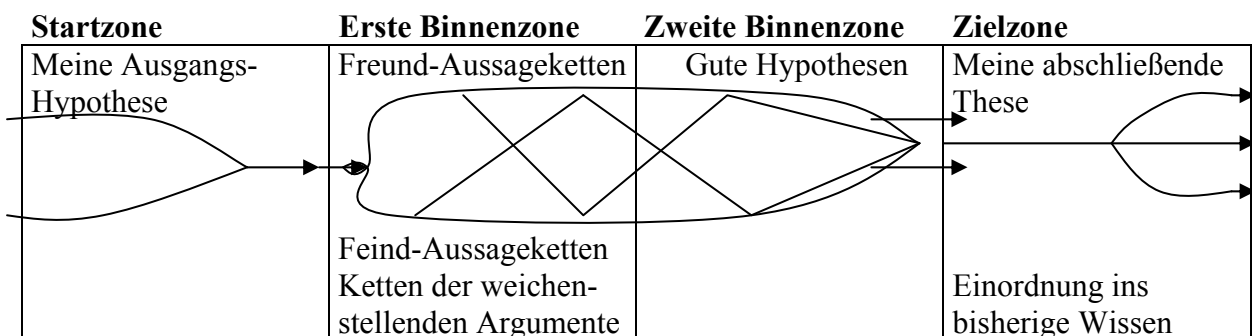 Startzone
Erste Binnenzone
Zweite Binnenzone
Zielzone
Meine Ausgangs-
Hypothese
Freund-Aussageketten
Feind-Aussageketten
Ketten der weichen-
stellenden Argumente
Gute Hypothesen
Meine abschließende
These
Einordnung ins
bisherige Wissen